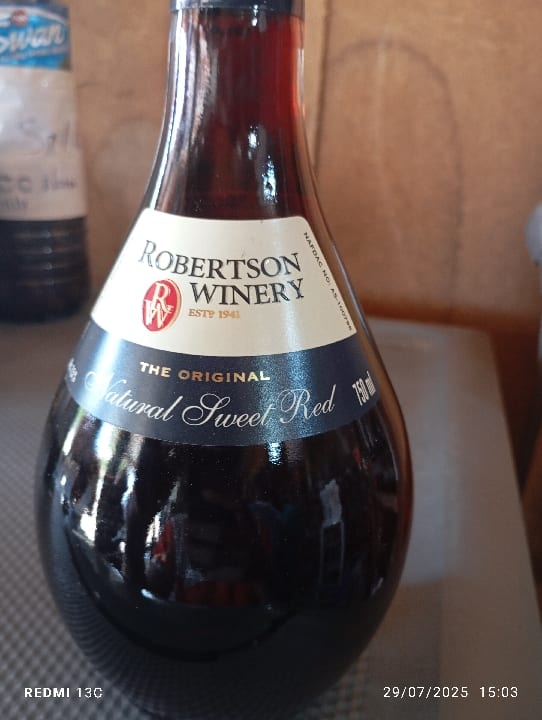 Swan
ROBERTSON
WINERY
RW
ESTD 1941
THE ORIGINAL
Natural Sweet Red
750 ml
REDMI 13C
29/07/2025 15:03